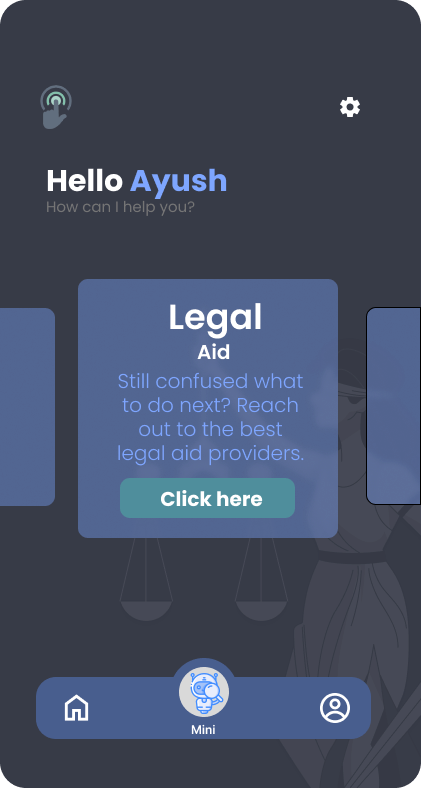 Hello Ayush
How can I help you?
Legal
Aid
Still confused what
to do next? Reach
out to the best
legal aid providers.
Click here
Mini